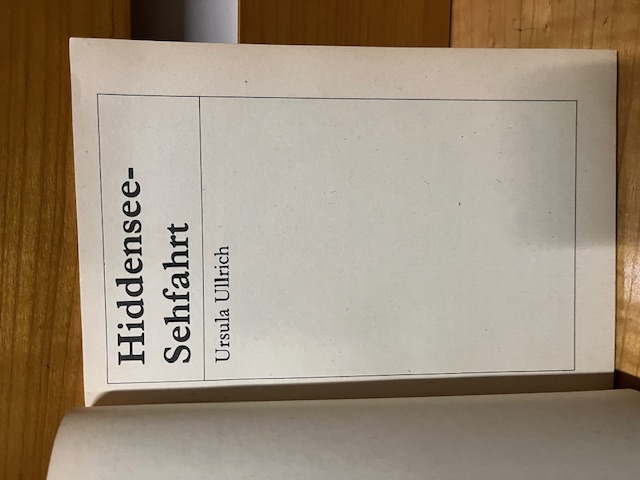 Hiddensee-
Sehfahrt
Ursula Ullrich